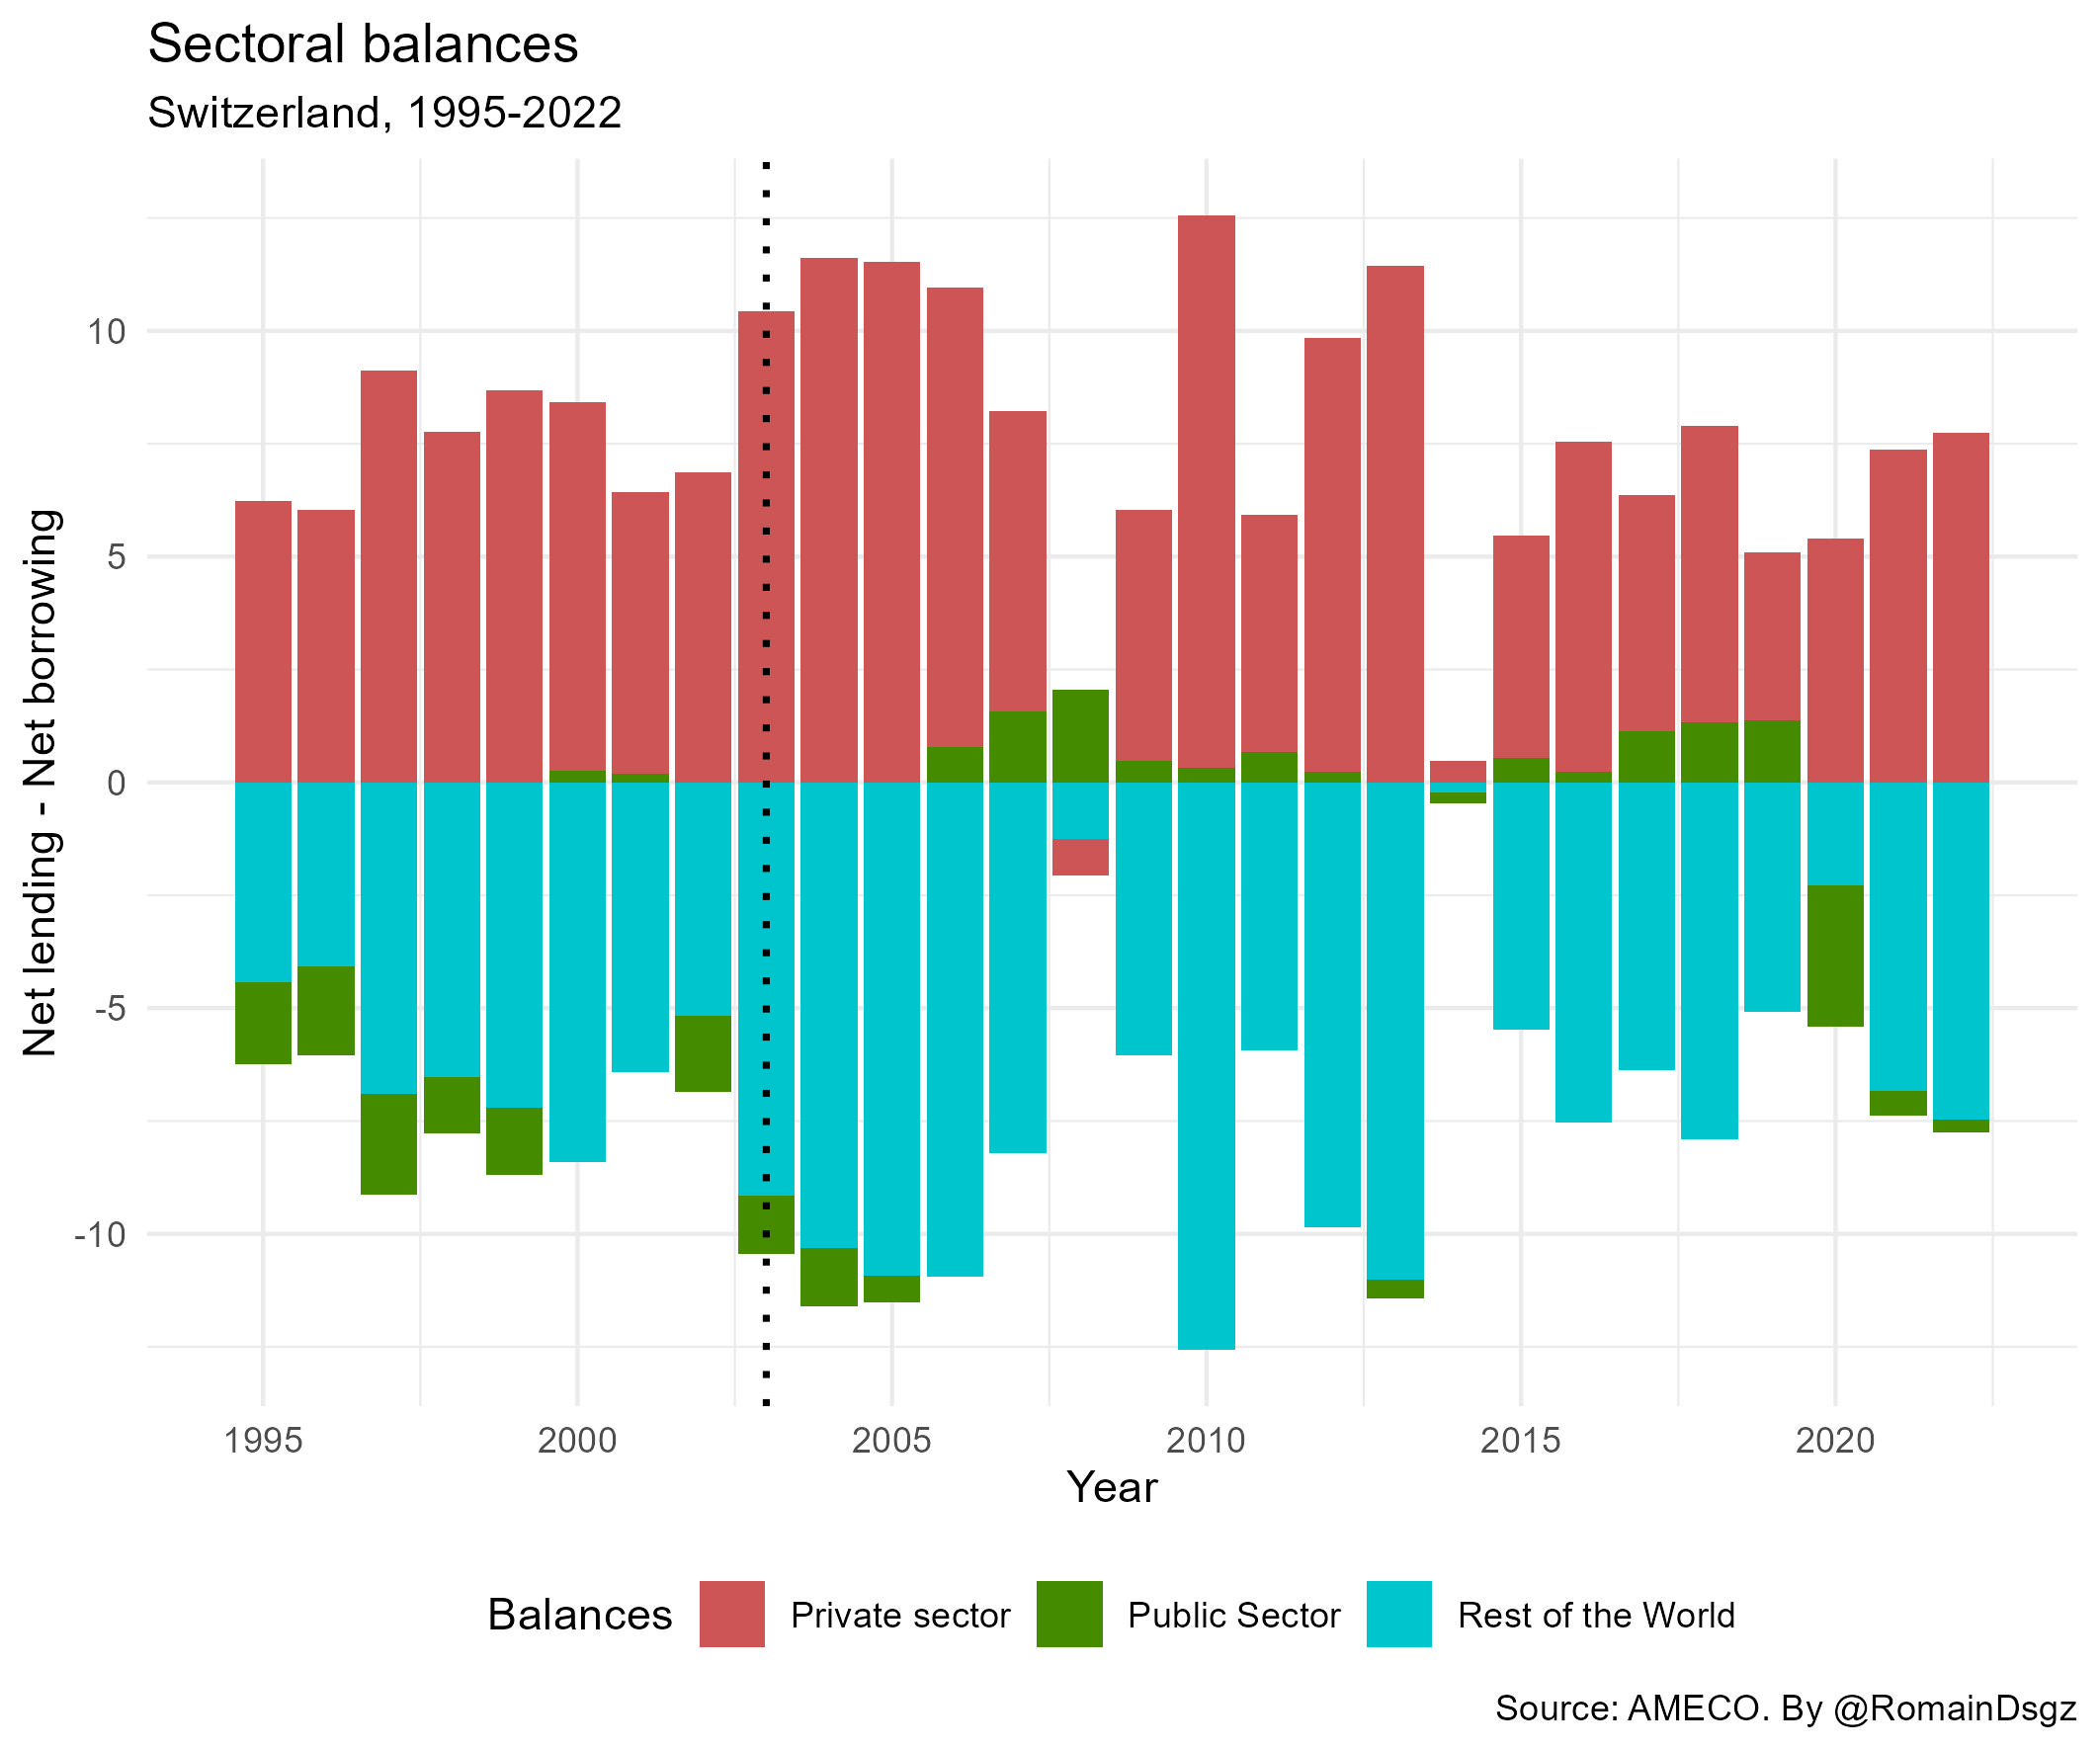 Sectoral balances
Switzerland, 1995-2022
Net lending - Net borrowing
10
5
0
-5
-10
1995 2000 2005 2010 2015 2020
Year
Balances Private sector Public Sector Rest of the World
Source: AMECO. By @RomainDsgz